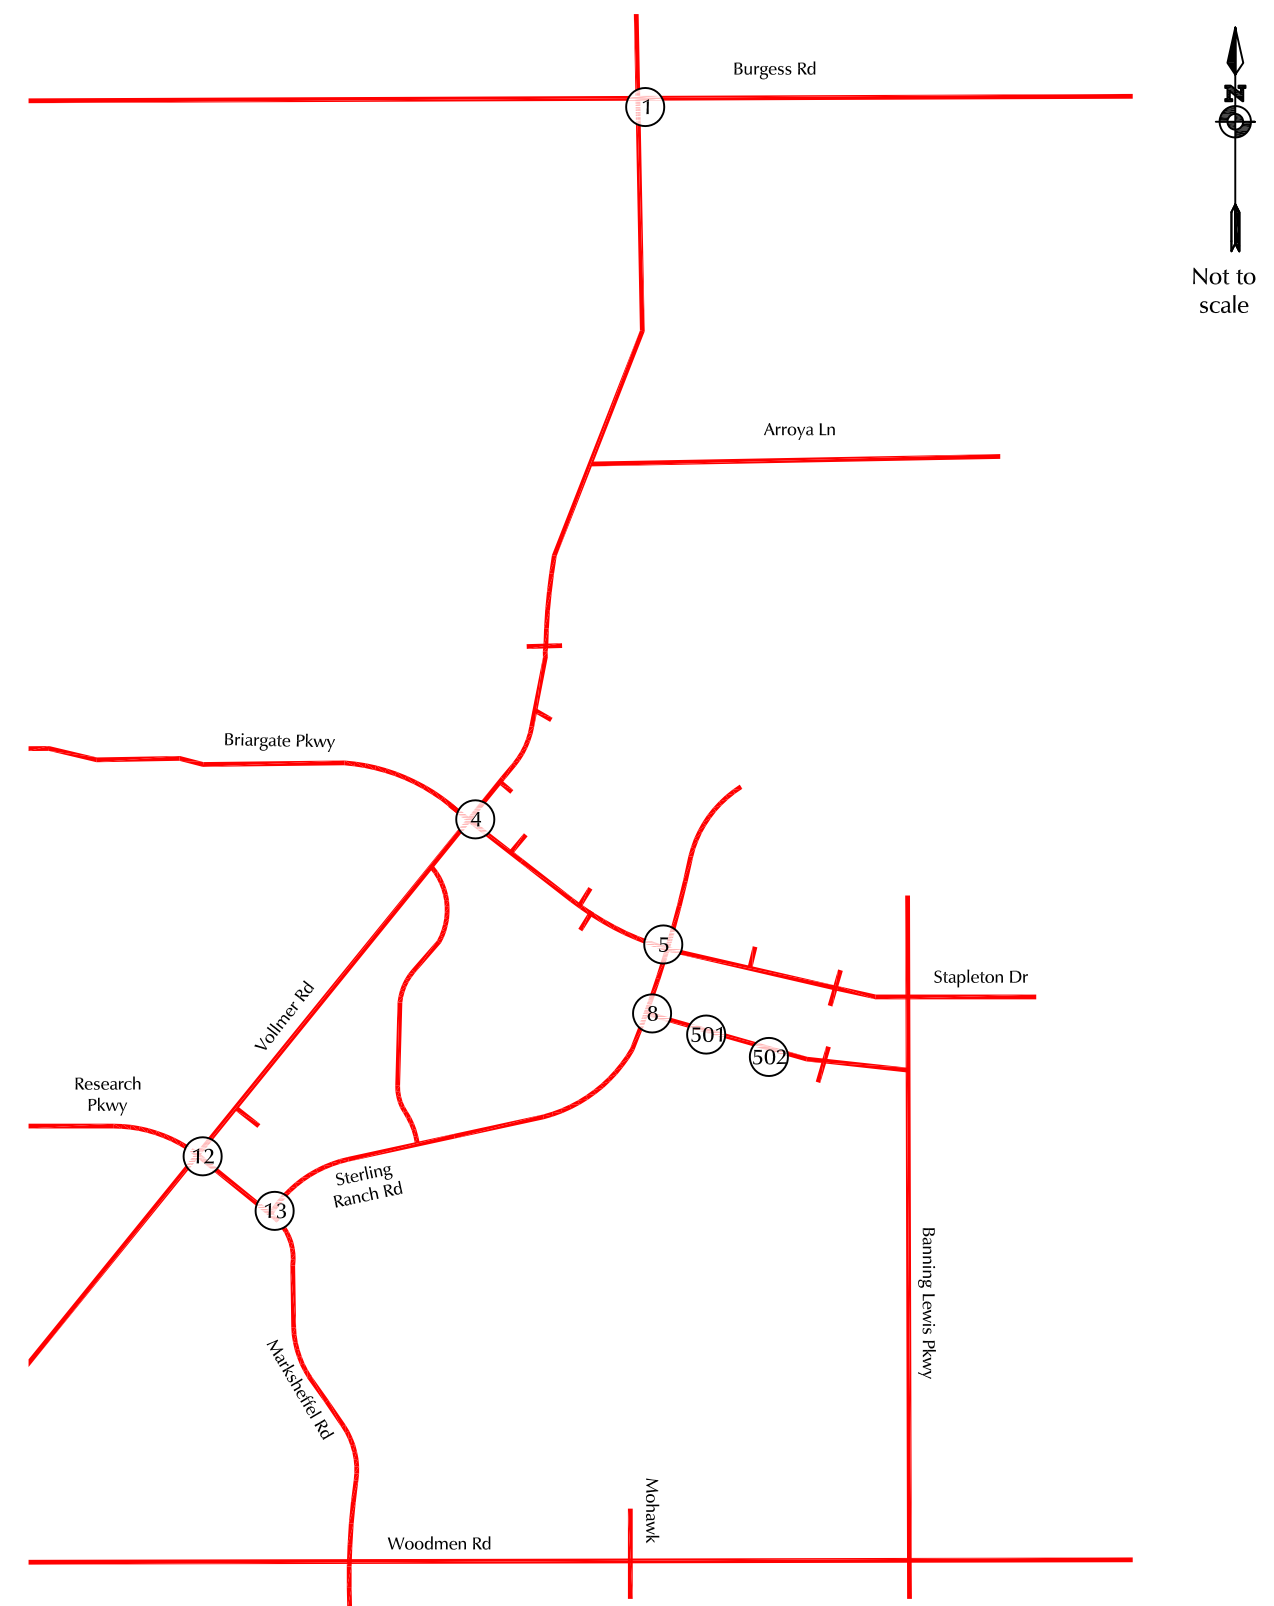 Burgess Rd
N
1
Not to
scale
Arroya Ln
Briargate Pkwy
4
5
Stapleton Dr
Vollmer Rd
8
501
502
Research
Pkwy
12
Sterling
Ranch Rd
13
Banning Lewis Pkwy
Marksheffel Rd
Mohawk
Woodmen Rd